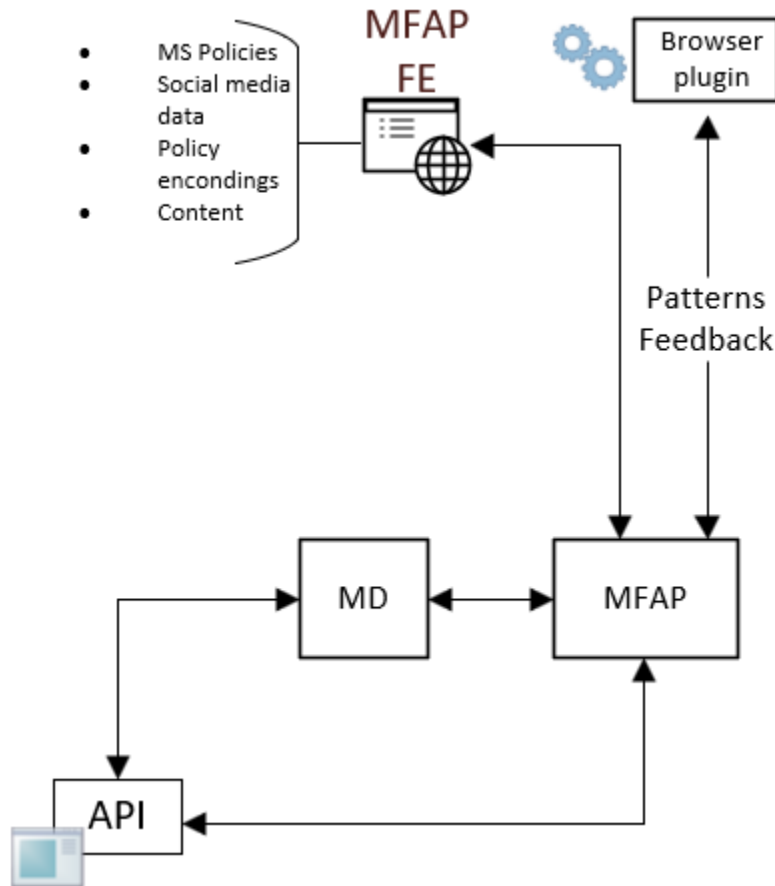 • MS Policies
• Social media
data
• Policy
encondings
• Content
MFAP
FE
Browser
plugin
Patterns
Feedback
MD
MFAP
API